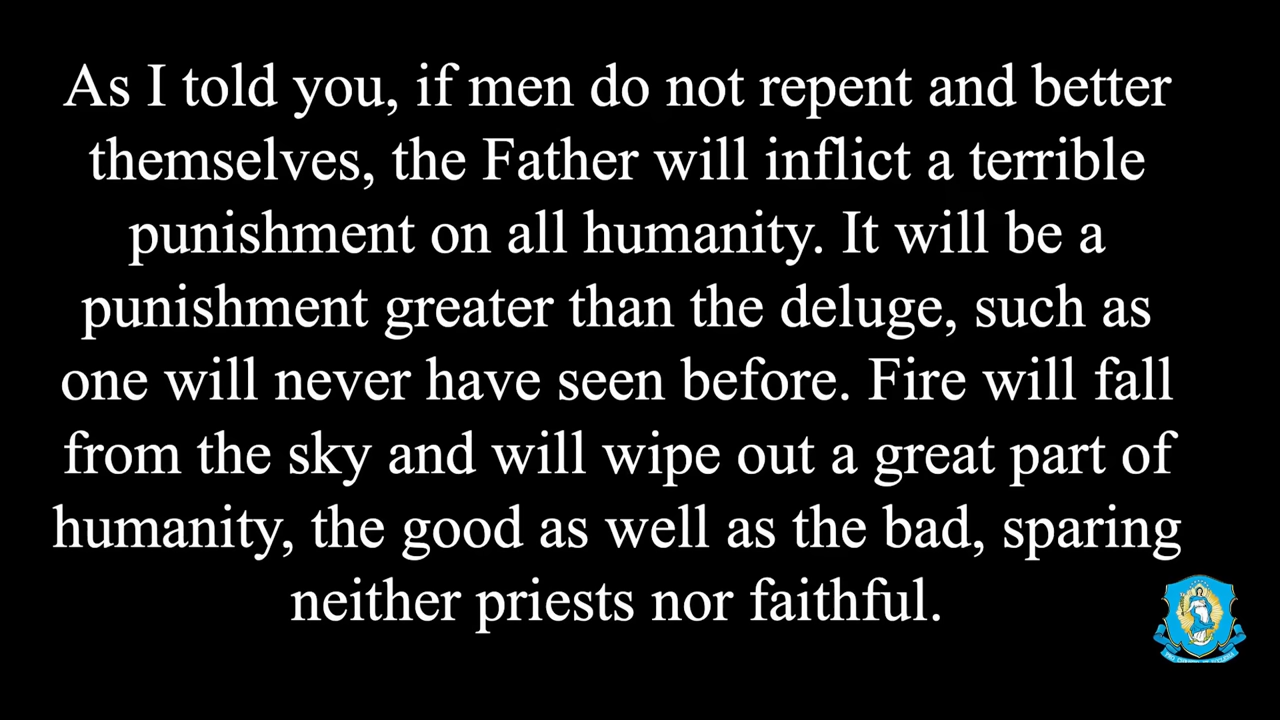 As I told you, if men do not repent and better
themselves, the Father will inflict a terrible
punishment on all humanity. It will be a
punishment greater than the deluge, such as
one will never have seen before. Fire will fall
from the sky and will wipe out a great part of
humanity, the good as well as the bad, sparing
neither priests nor faithful.